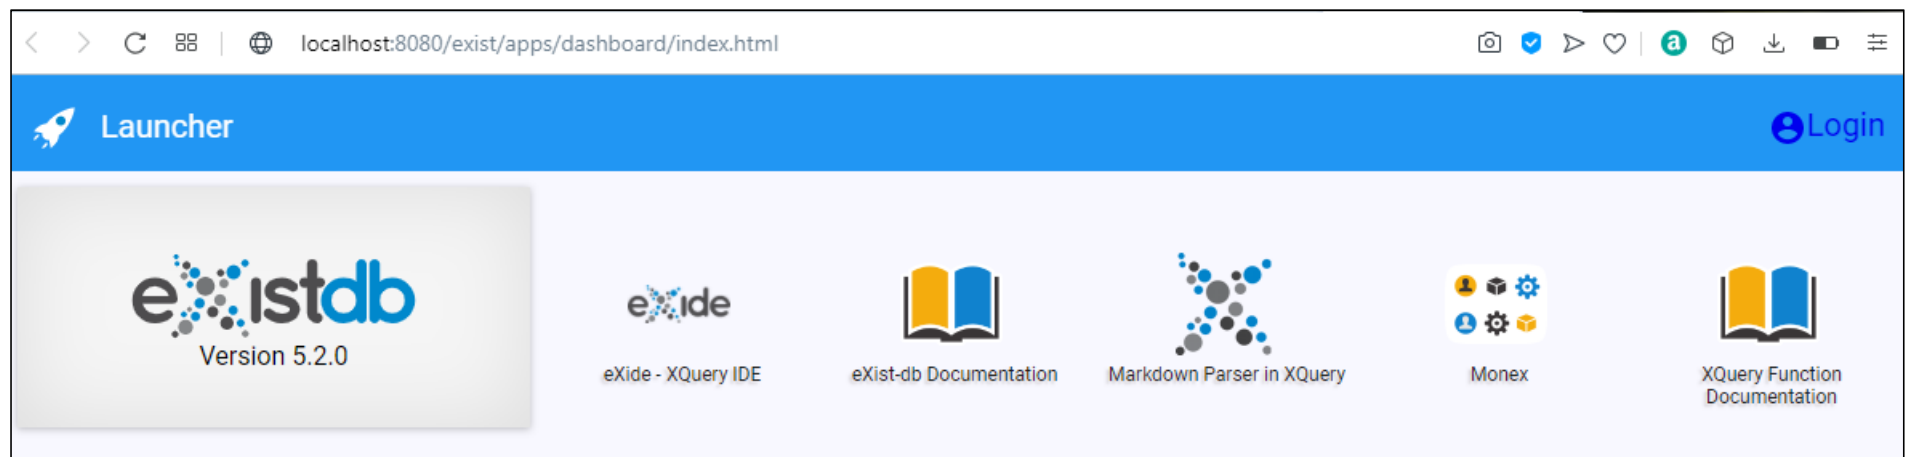 localhost:8080/exist/apps/dashboard/index.html
a
Launcher
Login
eXistdb
Version 5.2.0
eXide
eXide - XQuery IDE
eXist-db Documentation
Markdown Parser in XQuery
Monex
XQuery Function
Documentation